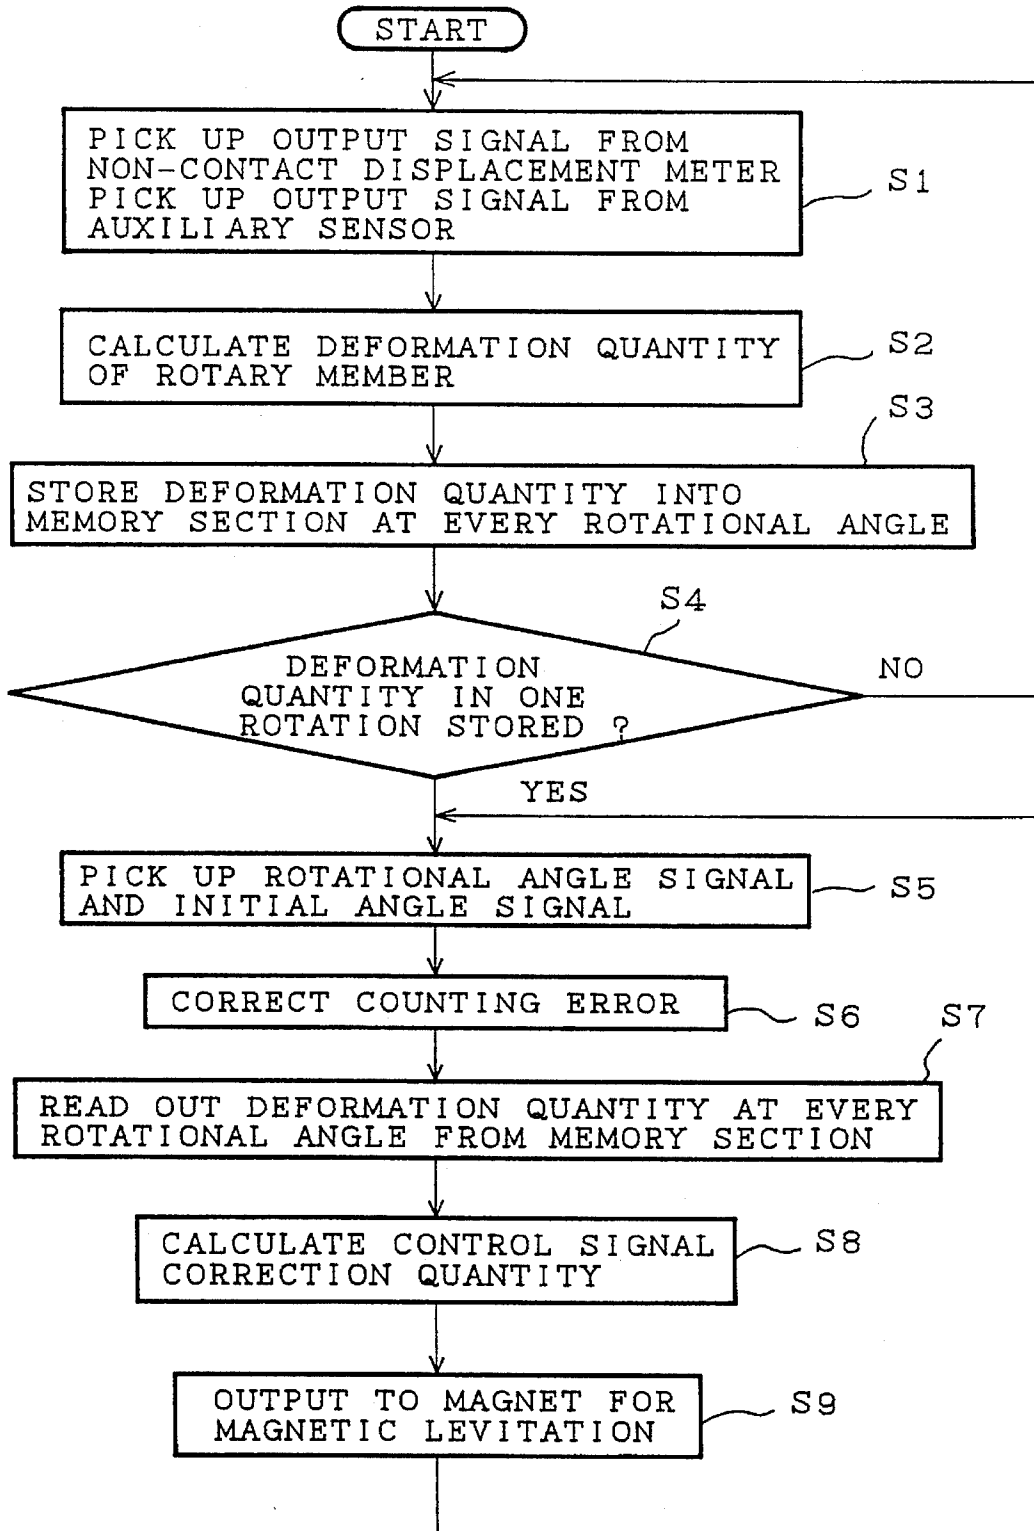 START
PICK UP OUTPUT SIGNAL FROM
NON-CONTACT DISPLACEMENT METER
PICK UP OUTPUT SIGNAL FROM
AUXILIARY SENSOR
S1
CALCULATE DEFORMATION QUANTITY
OF ROTARY MEMBER
S2
S3
STORE DEFORMATION QUANTITY INTO
MEMORY SECTION AT EVERY ROTATIONAL ANGLE
S4
DEFORMATION
QUANTITY IN ONE
ROTATION STORED ?
NO
YES
PICK UP ROTATIONAL ANGLE SIGNAL
AND INITIAL ANGLE SIGNAL
S5
CORRECT COUNTING ERROR
S6
S7
READ OUT DEFORMATION QUANTITY AT EVERY
ROTATIONAL ANGLE FROM MEMORY SECTION
CALCULATE CONTROL SIGNAL
CORRECTION QUANTITY
S8
OUTPUT TO MAGNET FOR
MAGNETIC LEVITATION
S9